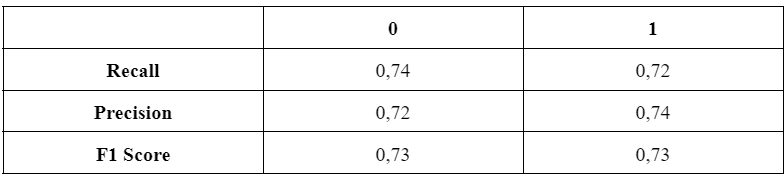 0 1
Recall 0,74 0,72
Precision 0,72 0,74
F1 Score 0,73 0,73